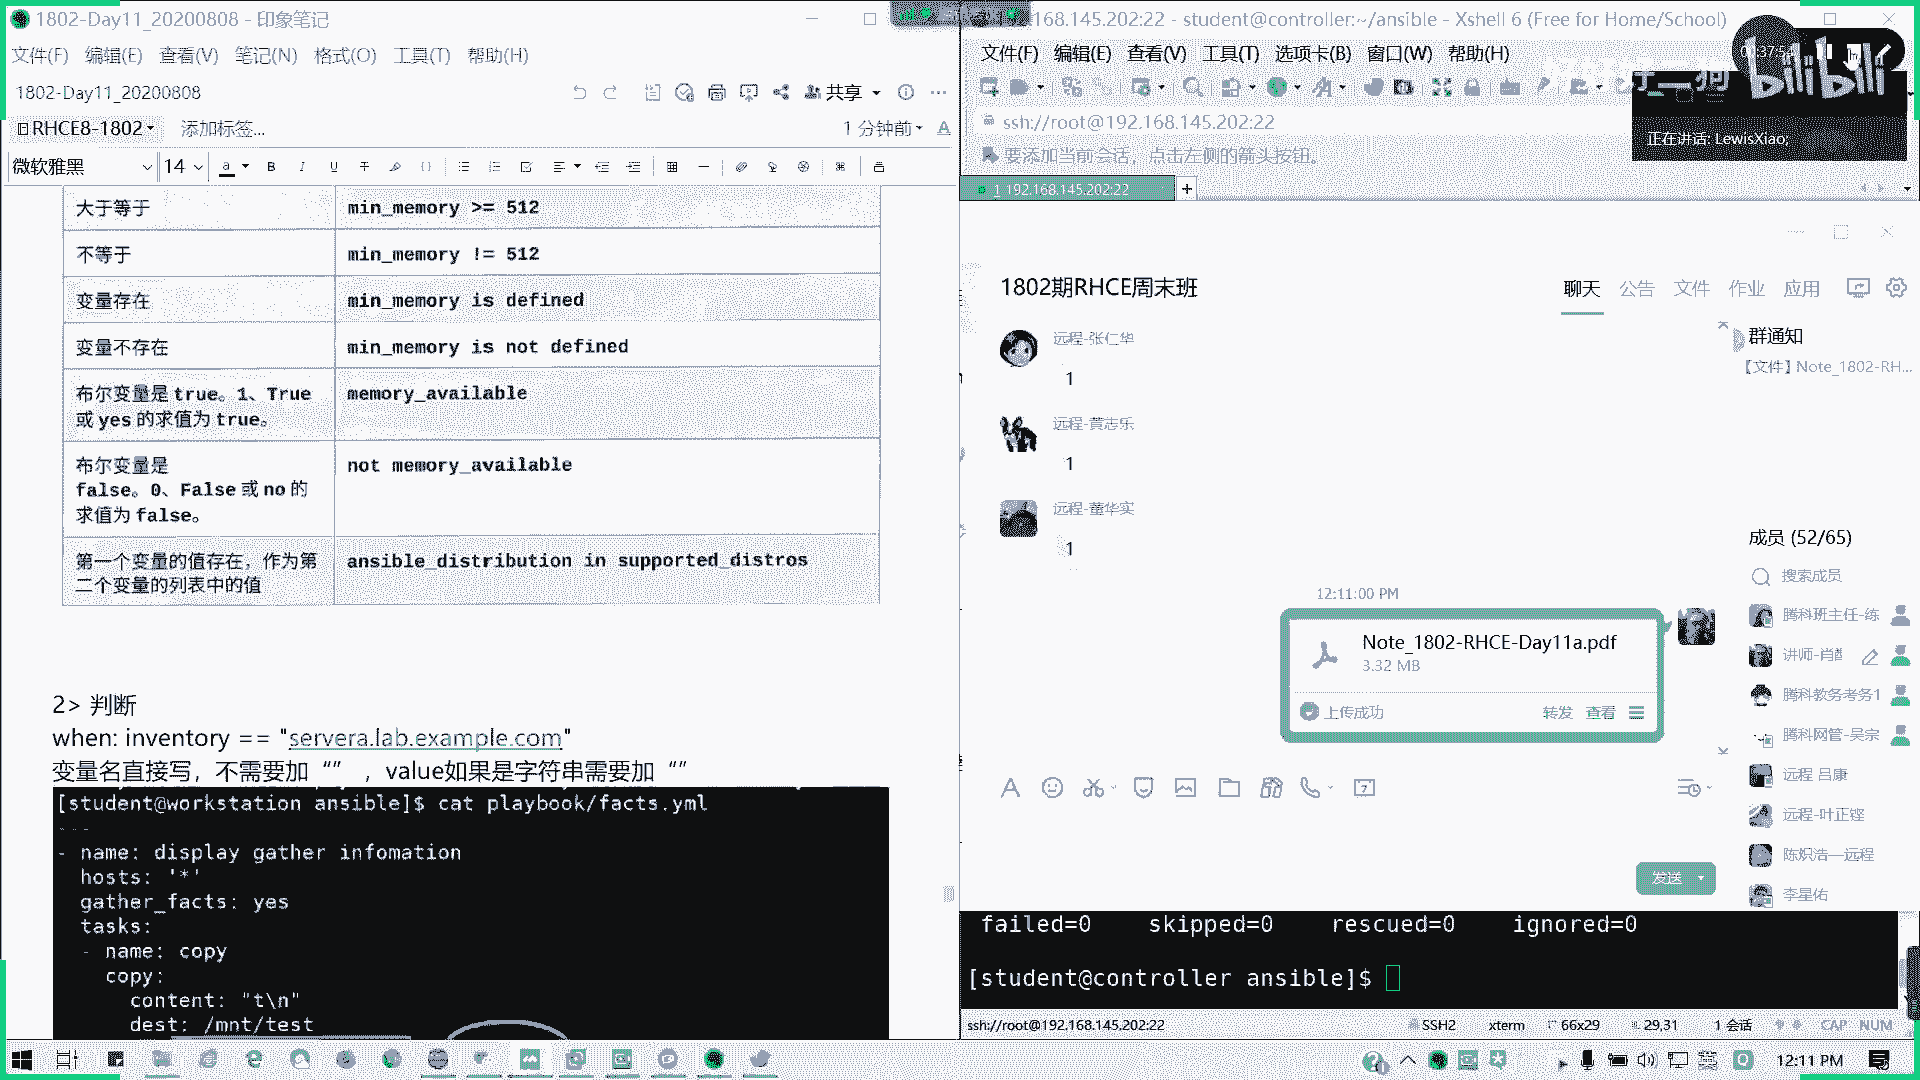 1802-Day11_20200808 - 印象笔记
文件(F) 编辑(E) 查看(V) 笔记(N) 格式(O) 工具(T) 帮助(H)
1802-Day11_20200808
共享
RHCE8-1802
添加标签...
1 分钟前
微软雅黑
14
大于等于
min_memory >= 512
不等于
min_memory != 512
变量存在
min_memory is defined
变量不存在
min_memory is not defined
布尔变量是 true。1、True
或 yes 的求值为 true。
memory_available
布尔变量是
false。0、False 或 no 的
求值为 false。
not memory_available
第一个变量的值存在，作为第
二个变量的列表中的值
ansible_distribution in supported_distros
2> 判断
when: inventory == "servera.lab.example.com"
变量名直接写，不需要加“”，value如果是字符串需要加“”
[student@workstation ansible]$ cat playbook/facts.yml
---
- name: display gather infomation
hosts: '*'
gather_facts: yes
tasks:
- name: copy
copy:
content: "t\n"
dest: /mnt/test
168.145.202:22 - student@controller:~/ansible - Xshell 6 (Free for Home/School)
文件(F) 编辑(E) 查看(V) 工具(T) 选项卡(B) 窗口(W) 帮助(H)
bilibili
正在讲话: LewisXiao;
ssh://root@192.168.145.202:22
要添加当前会话，点击左侧的箭头按钮。
1 192.168.145.202:22
1802期RHCE周末班
聊天 公告 文件 作业 应用
远程-张仁华
1
远程-黄志乐
1
远程-董华实
1
12:11:00 PM
Note_1802-RHCE-Day11a.pdf
3.32 MB
上传成功
转发 查看
发送
群通知
【文件】Note_1802-RH...
成员 (52/65)
搜索成员
腾科班主任-练
讲师-肖
腾科教务考务1
腾科网管-吴宗
远程 吕康
远程-叶正铿
陈炽浩—远程
李星佑
failed=0 skipped=0 rescued=0 ignored=0
[student@controller ansible]$
ssh://root@192.168.145.202:22
SSH2
xterm
66x29
29,31
1 会话
CAP NUM
英
12:11 PM